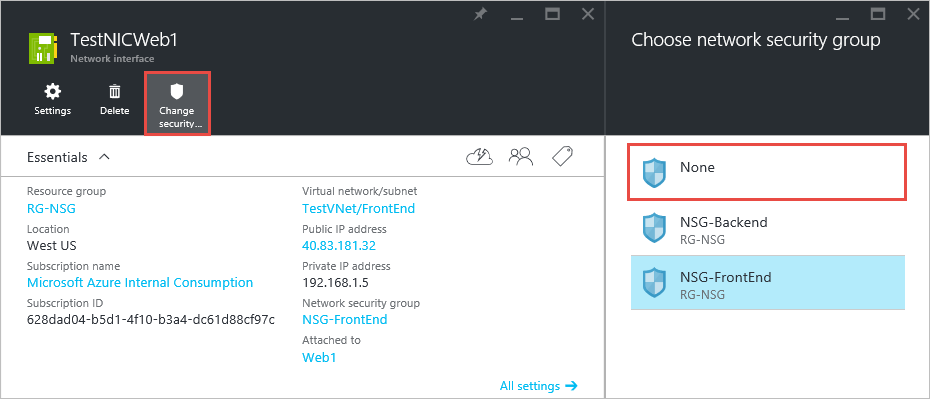 TestNICWeb1
Network interface
Settings
Delete
Change
security...
Essentials
Resource group
RG-NSG
Location
West US
Subscription name
Microsoft Azure Internal Consumption
Subscription ID
628dad04-b5d1-4f10-b3a4-dc61d88cf97c
Virtual network/subnet
TestVNet/FrontEnd
Public IP address
40.83.181.32
Private IP address
192.168.1.5
Network security group
NSG-FrontEnd
Attached to
Web1
All settings
Choose network security group
None
NSG-Backend
RG-NSG
NSG-FrontEnd
RG-NSG